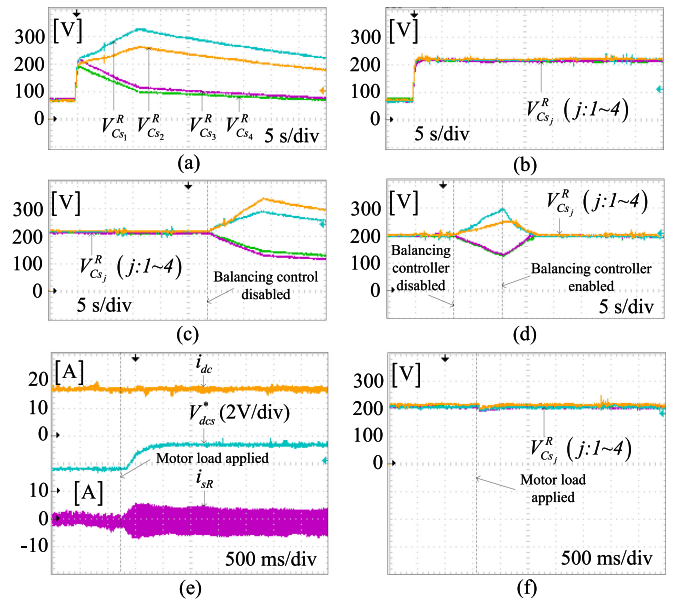 [V]
300
200
100
0
V^R_Cs1 V^R_Cs2 V^R_Cs3 V^R_Cs4
5 s/div
(a)
[V]
300
200
100
0
V^R_Csj (j:1~4)
5 s/div
(b)
[V]
300
200
100
0
V^R_Csj (j:1~4)
Balancing control
disabled
5 s/div
(c)
[V]
300
200
100
0
V^R_Csj (j:1~4)
Balancing
controller
disabled
Balancing controller
enabled
5 s/div
(d)
[A]
20
10
0
i_dc
V*_dcs (2V/div)
Motor load applied
[A]
10
0
-10
i_sR
500 ms/div
(e)
[V]
300
200
100
0
V^R_Csj (j:1~4)
Motor load
applied
500 ms/div
(f)